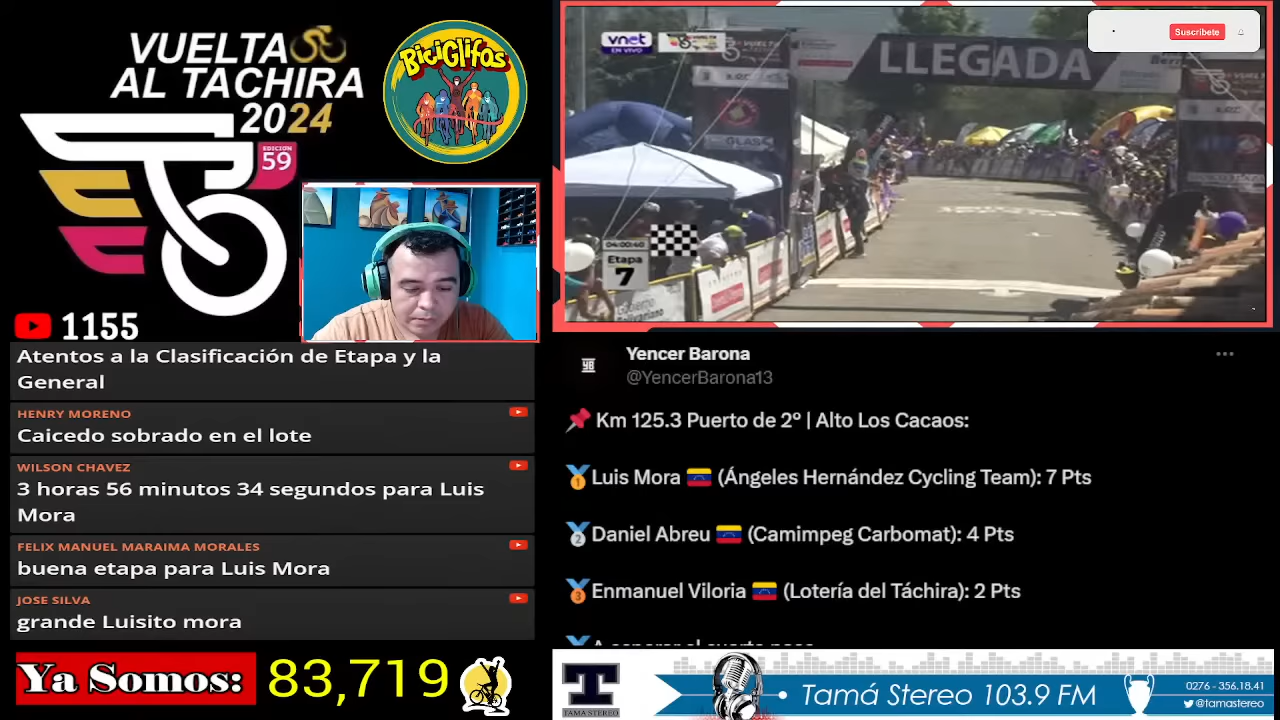 VUELTA
AL TACHIRA
2024
EDICION
59
BiciGlifos
1155
Atentos a la Clasificación de Etapa y la
General
HENRY MORENO
Caicedo sobrado en el lote
WILSON CHAVEZ
3 horas 56 minutos 34 segundos para Luis
Mora
FELIX MANUEL MARAIMA MORALES
buena etapa para Luis Mora
JOSE SILVA
grande Luisito mora
Ya Somos: 83,719
vnet
EN VIVO
LLEGADA
Suscribete
04:00:40
Etapa
7
Yencer Barona
@YencerBarona13
📌 Km 125.3 Puerto de 2º | Alto Los Cacaos:
🥇Luis Mora 🇻🇪 (Ángeles Hernández Cycling Team): 7 Pts
🥈Daniel Abreu 🇻🇪 (Camimpeg Carbomat): 4 Pts
🥉Enmanuel Viloria 🇻🇪 (Lotería del Táchira): 2 Pts
T
TAMA STEREO
Tamá Stereo 103.9 FM
0276 - 356.18.41
@tamastereo